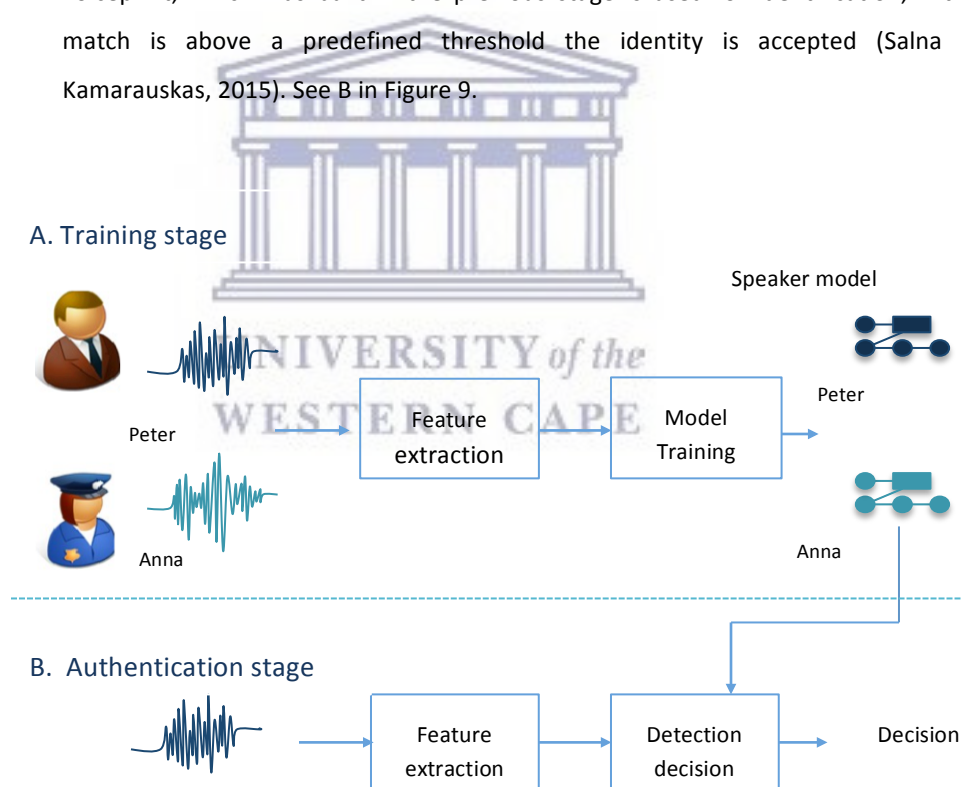 match is above a predefined threshold the identity is accepted (Salna
Kamarauskas, 2015). See B in Figure 9.
A. Training stage
Speaker model
UNIVERSITY of the
WESTERN CAPE
Peter
Feature
extraction
Model
Training
Peter
Anna
Anna
B. Authentication stage
Feature
extraction
Detection
decision
Decision